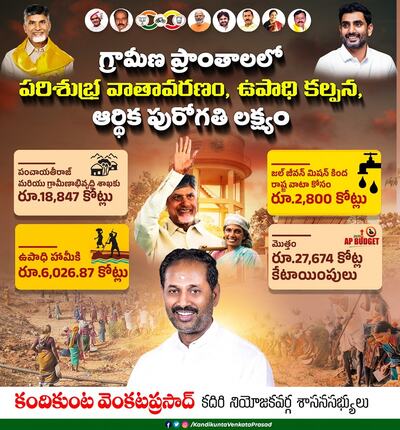 గ్రామీణ ప్రాంతాలలో
పరిశుభ్ర వాతావరణం, ఉపాధి కల్పన,
ఆర్థిక పురోగతి లక్ష్యం
పంచాయతీరాజ్
మరియు గ్రామీణాభివృద్ధి శాఖకు
రూ.18,847 కోట్లు
జల్ జీవన్ మిషన్ కింద
రాష్ట్ర వాటా కోసం
రూ.2,800 కోట్లు
ఉపాధి హామీకి
రూ.6,026.87 కోట్లు
AP BUDGET
మొత్తం
రూ.27,674 కోట్ల
కేటాయింపులు
కందికుంట వెంకటప్రసాద్ కదిరి నియోజకవర్గ శాసనసభ్యులు
/KandikuntaVenkataPrasad